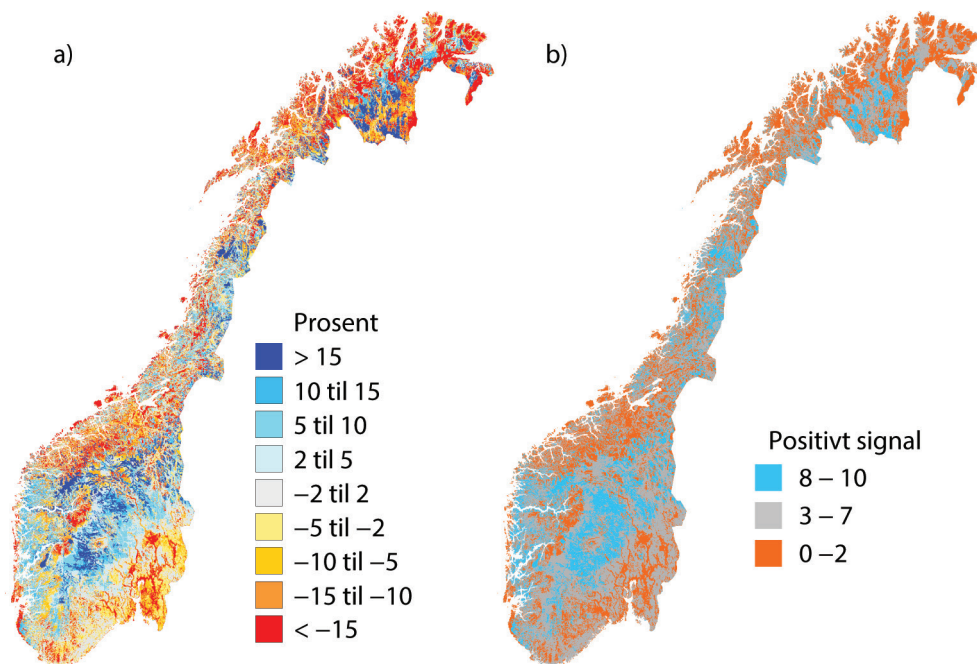 a)
Prosent
> 15
10 til 15
5 til 10
2 til 5
−2 til 2
−5 til −2
−10 til −5
−15 til −10
< −15
b)
Positivt signal
8 – 10
3 – 7
0 –2